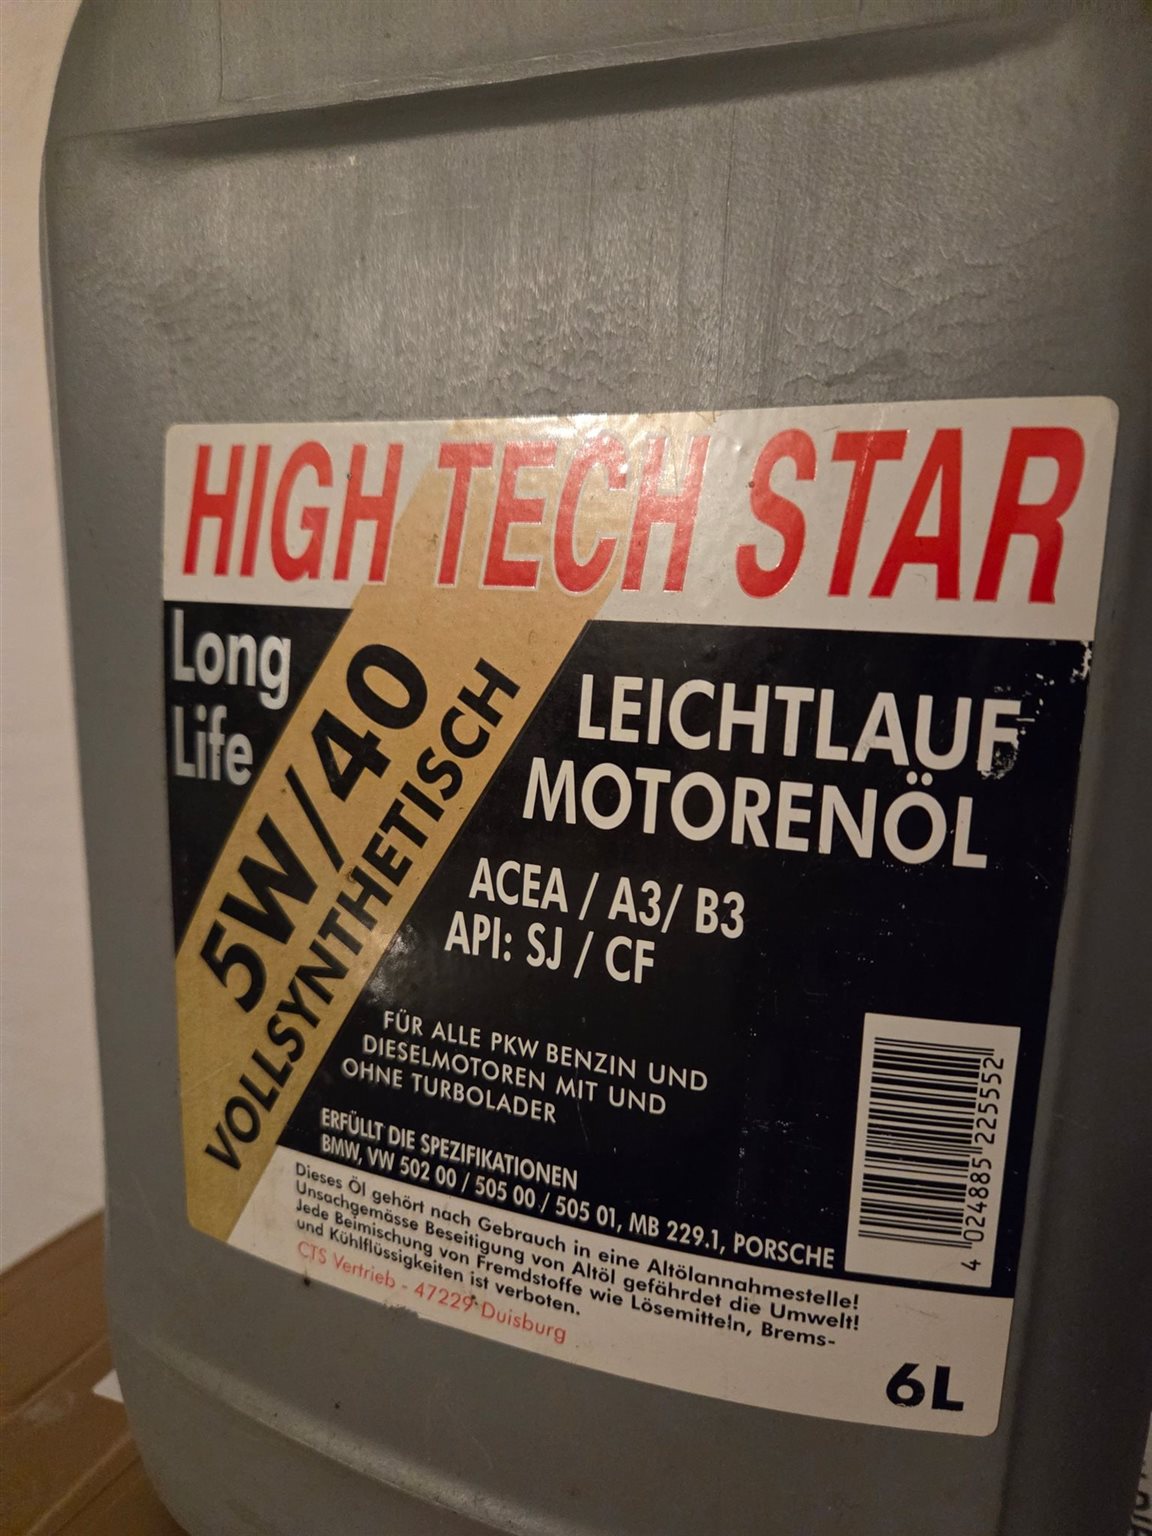 HIGH TECH STAR
Long
Life
5W/40
VOLLSYNTHETISCH
LEICHTLAUF
MOTORENÖL
ACEA / A3/ B3
API: SJ / CF
FÜR ALLE PKW BENZIN UND
DIESELMOTOREN MIT UND
OHNE TURBOLADER
ERFÜLLT DIE SPEZIFIKATIONEN
BMW, VW 502 00 / 505 00 / 505 01, MB 229.1, PORSCHE
Dieses Öl gehört nach Gebrauch in eine Altölannahmestelle!
Unsachgemässe Beseitigung von Altöl gefährdet die Umwelt!
Jede Beimischung von Fremdstoffe wie Lösemitteln, Brems-
und Kühlflüssigkeiten ist verboten.
CTS Vertrieb - 47229 Duisburg
4 024885 225552
6L